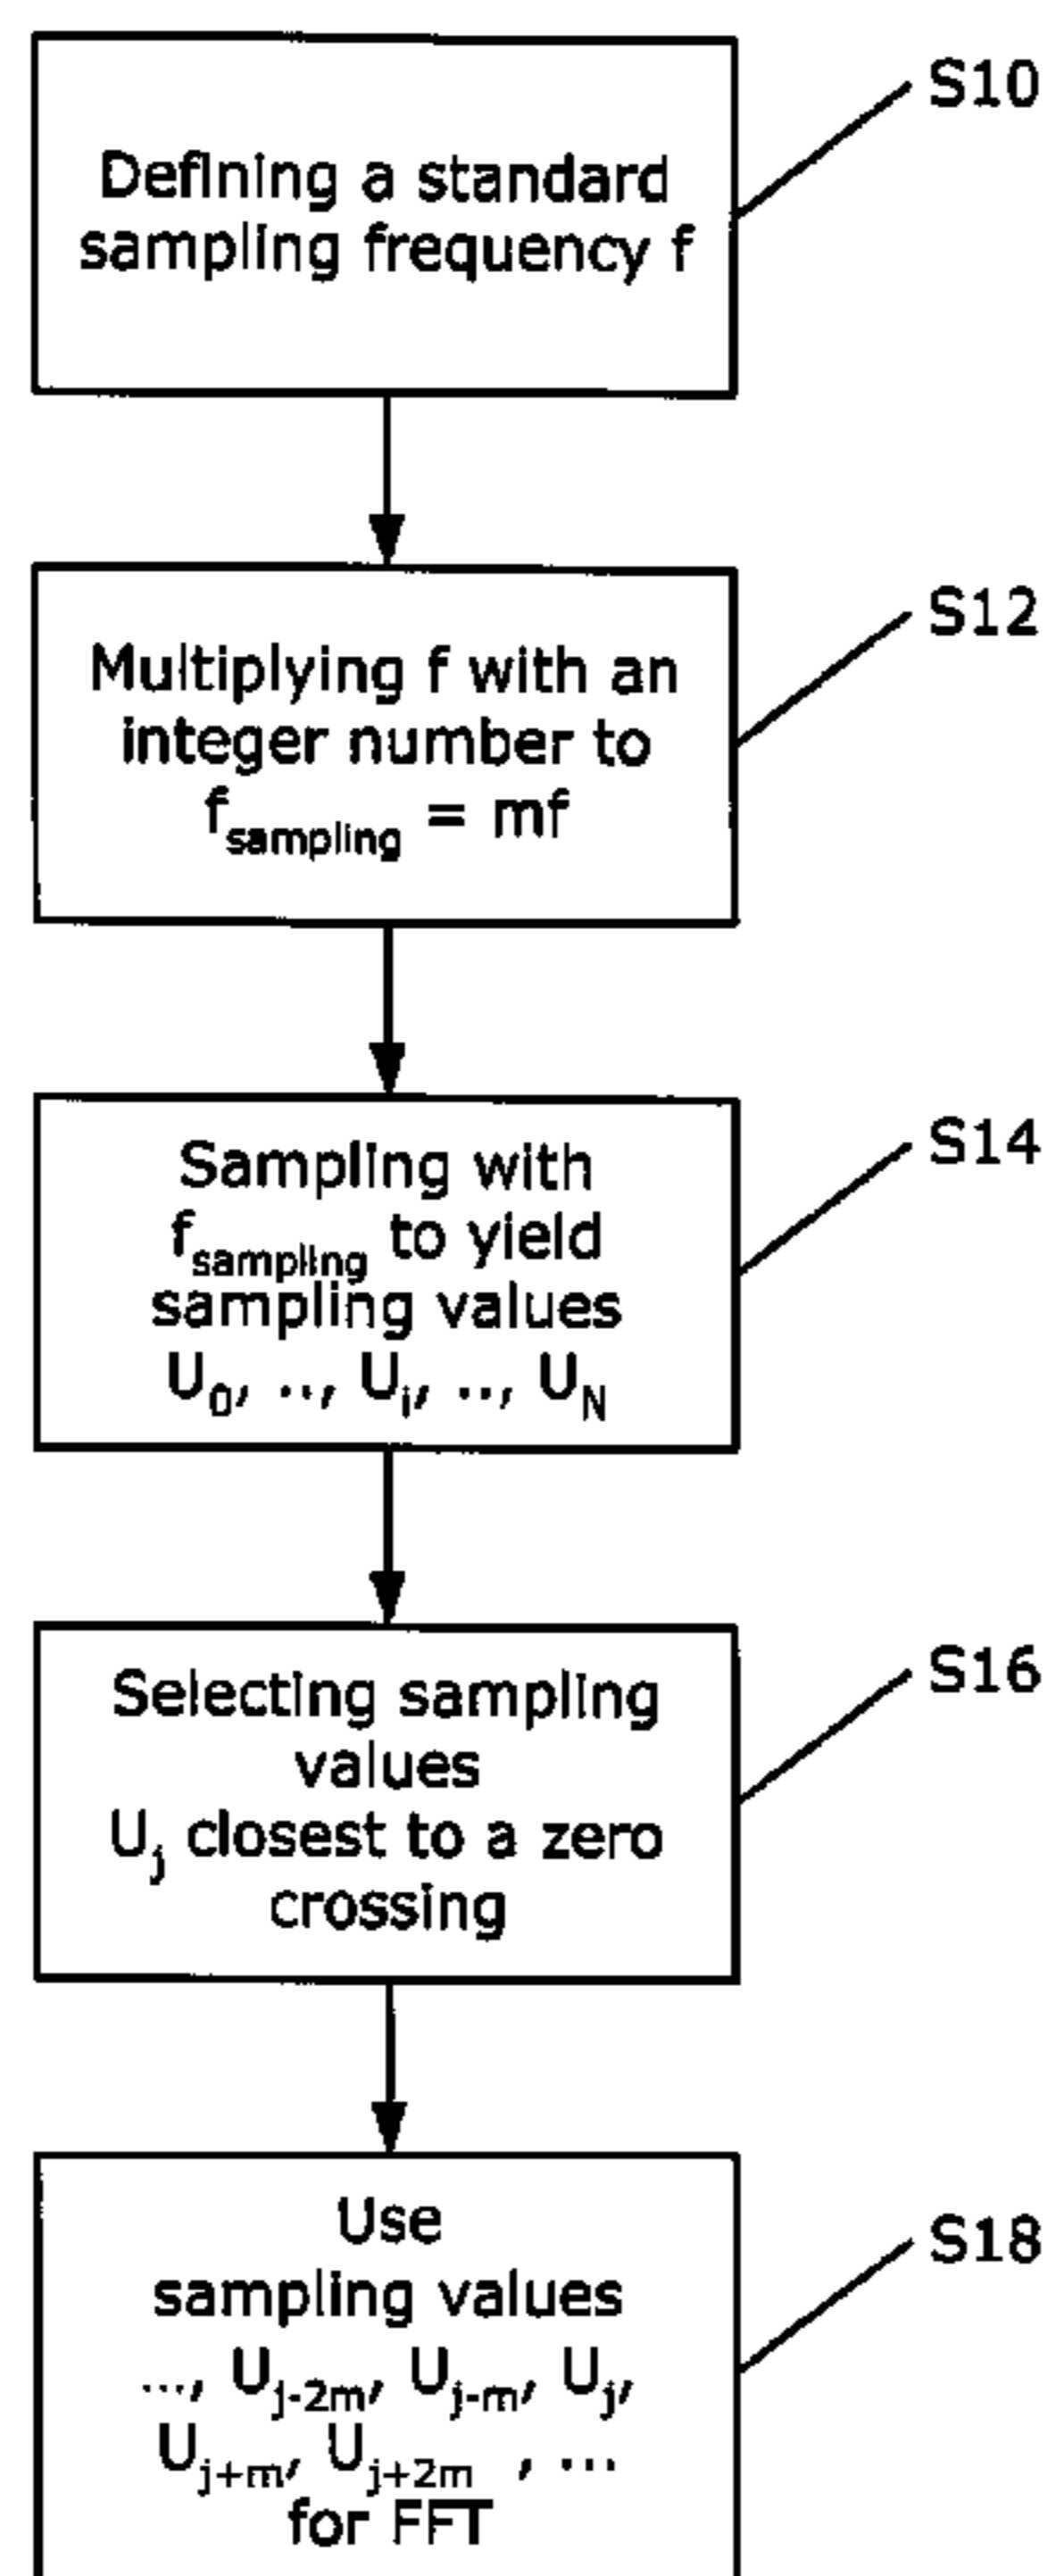 Defining a standard
sampling frequency f
S10
Multiplying f with an
integer number to
f_sampling = mf
S12
Sampling with
f_sampling to yield
sampling values
U_0, .., U_i, .., U_N
S14
Selecting sampling
values
U_j closest to a zero
crossing
S16
Use
sampling values
..., U_j-2m, U_j-m, U_j,
U_j+m, U_j+2m , ...
for FFT
S18